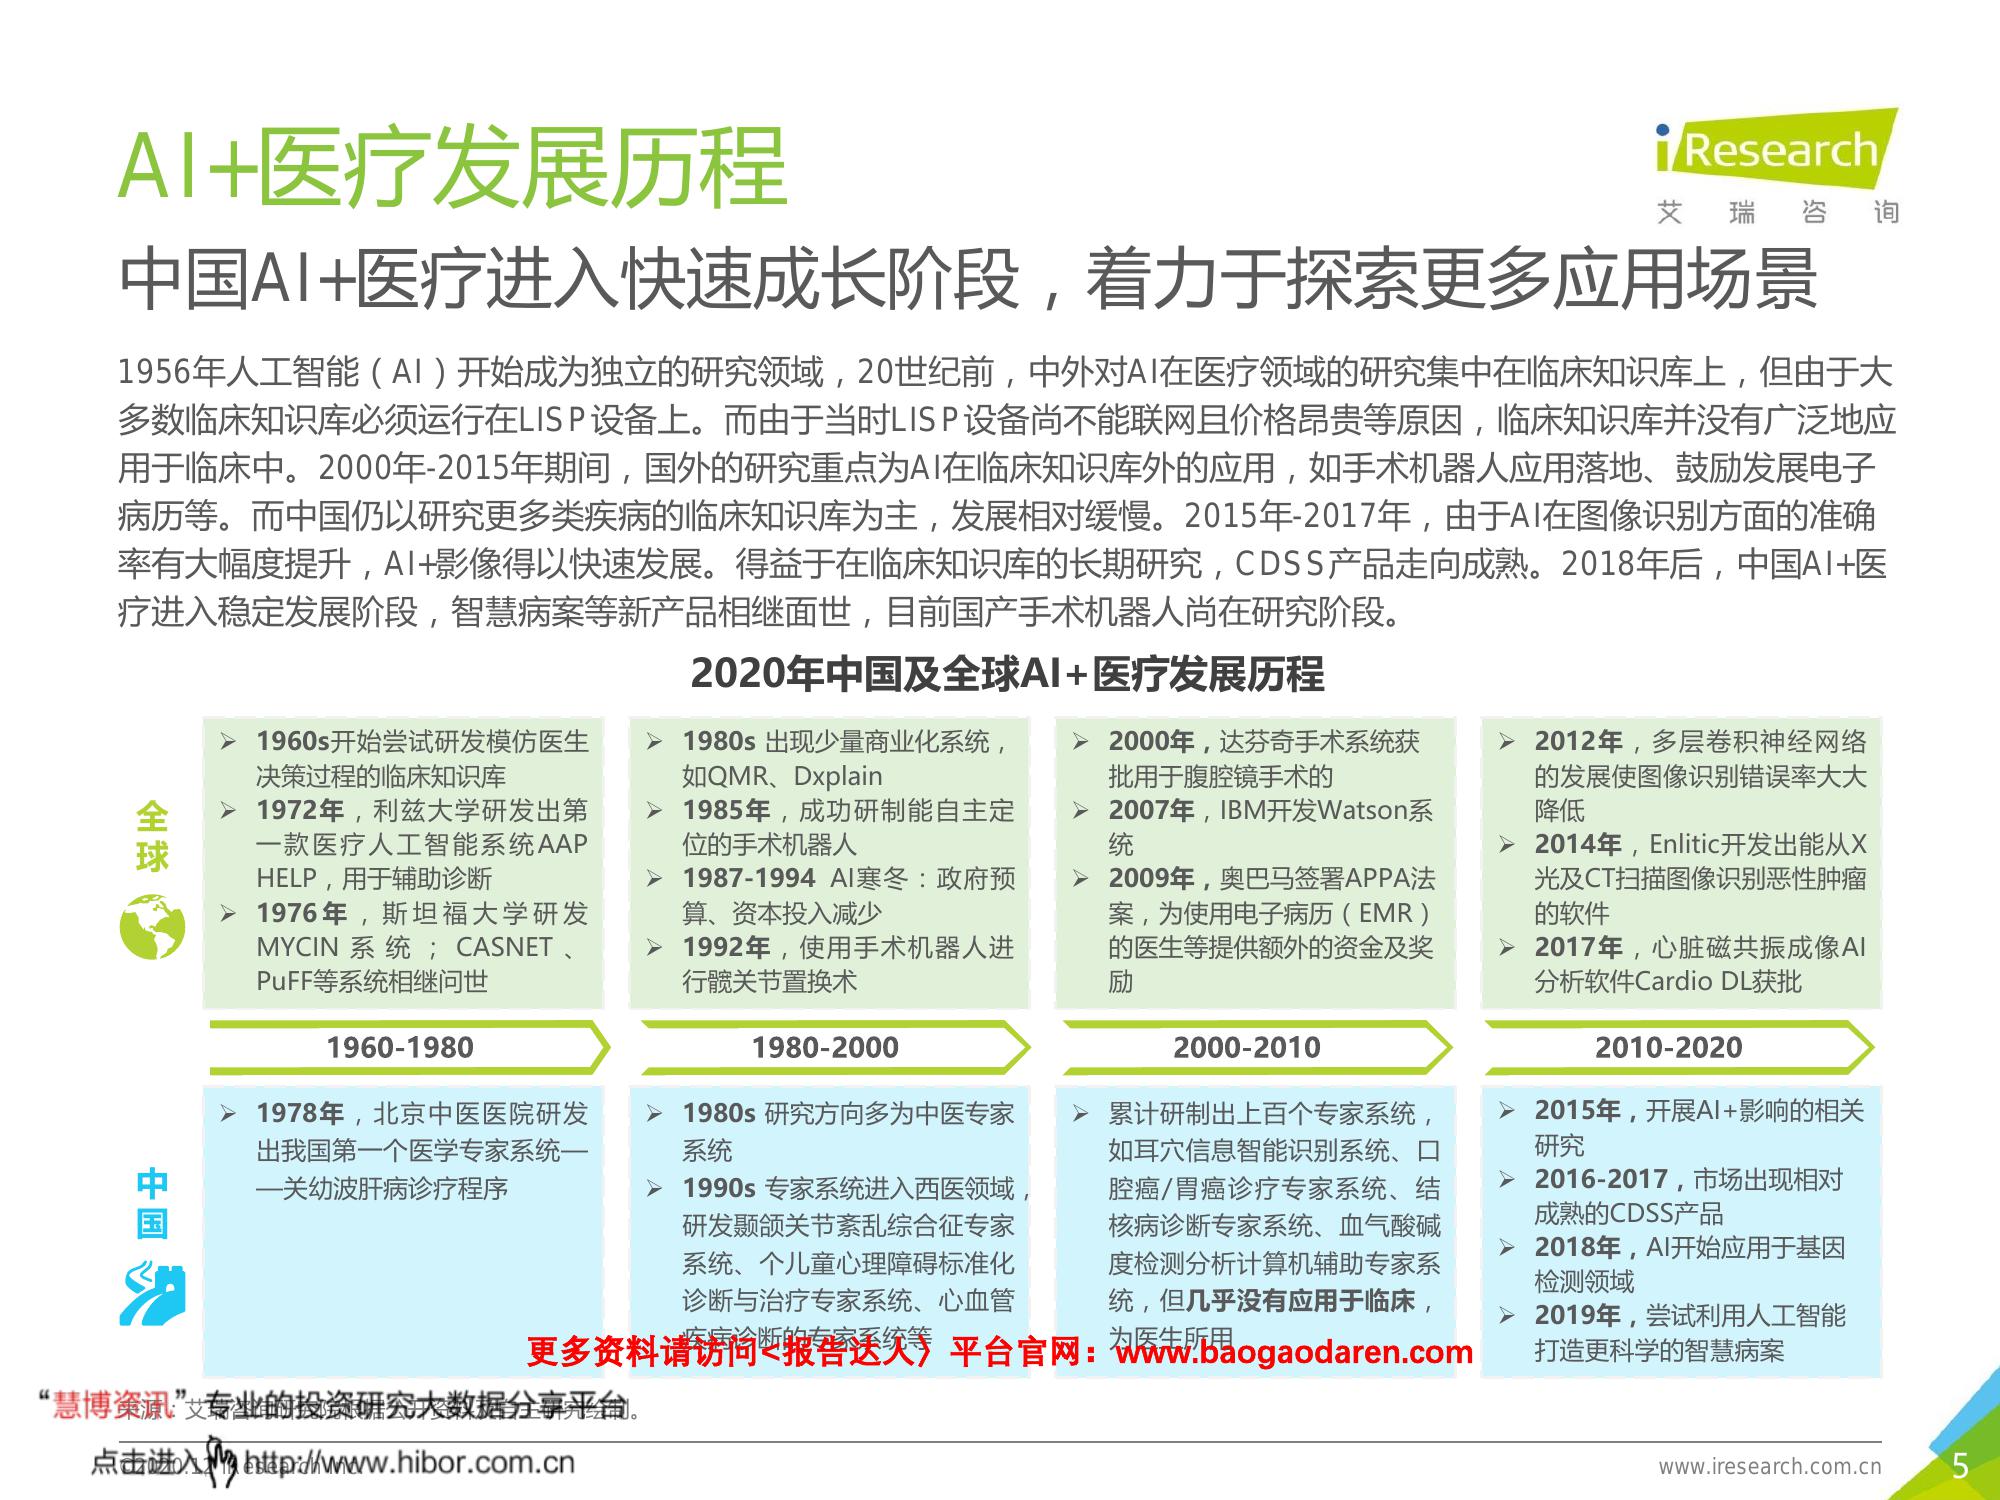 AI+医疗发展历程
iResearch
艾瑞咨询
中国AI+医疗进入快速成长阶段，着力于探索更多应用场景
1956年人工智能（AI）开始成为独立的研究领域，20世纪前，中外对AI在医疗领域的研究集中在临床知识库上，但由于大
多数临床知识库必须运行在LISP设备上。而由于当时LISP设备尚不能联网且价格昂贵等原因，临床知识库并没有广泛地应
用于临床中。2000年-2015年期间，国外的研究重点为AI在临床知识库外的应用，如手术机器人应用落地、鼓励发展电子
病历等。而中国仍以研究更多类疾病的临床知识库为主，发展相对缓慢。2015年-2017年，由于AI在图像识别方面的准确
率有大幅度提升，AI+影像得以快速发展。得益于在临床知识库的长期研究，CDSS产品走向成熟。2018年后，中国AI+医
疗进入稳定发展阶段，智慧病案等新产品相继面世，目前国产手术机器人尚在研究阶段。
2020年中国及全球AI+医疗发展历程
全
球
➢ 1960s开始尝试研发模仿医生
决策过程的临床知识库
➢ 1972年，利兹大学研发出第
一款医疗人工智能系统AAP
HELP，用于辅助诊断
➢ 1976年，斯坦福大学研发
MYCIN系统；CASNET、
PuFF等系统相继问世
➢ 1980s 出现少量商业化系统，
如QMR、Dxplain
➢ 1985年，成功研制能自主定
位的手术机器人
➢ 1987-1994 AI寒冬：政府预
算、资本投入减少
➢ 1992年，使用手术机器人进
行髋关节置换术
➢ 2000年，达芬奇手术系统获
批用于腹腔镜手术的
➢ 2007年，IBM开发Watson系
统
➢ 2009年，奥巴马签署APPA法
案，为使用电子病历（EMR）
的医生等提供额外的资金及奖
励
➢ 2012年，多层卷积神经网络
的发展使图像识别错误率大大
降低
➢ 2014年，Enlitic开发出能从X
光及CT扫描图像识别恶性肿瘤
的软件
➢ 2017年，心脏磁共振成像AI
分析软件Cardio DL获批
1960-1980
1980-2000
2000-2010
2010-2020
中
国
➢ 1978年，北京中医医院研发
出我国第一个医学专家系统—
—关幼波肝病诊疗程序
➢ 1980s 研究方向多为中医专家
系统
➢ 1990s 专家系统进入西医领域，
研发颞颌关节紊乱综合征专家
系统、个儿童心理障碍标准化
诊断与治疗专家系统、心血管
疾病诊断的专家系统等
➢ 累计研制出上百个专家系统，
如耳穴信息智能识别系统、口
腔癌/胃癌诊疗专家系统、结
核病诊断专家系统、血气酸碱
度检测分析计算机辅助专家系
统，但几乎没有应用于临床，
为医生所用
➢ 2015年，开展AI+影响的相关
研究
➢ 2016-2017，市场出现相对
成熟的CDSS产品
➢ 2018年，AI开始应用于基因
检测领域
➢ 2019年，尝试利用人工智能
打造更科学的智慧病案
更多资料请访问<报告达人〉平台官网：www.baogaodaren.com
“慧博资讯”专业的投资研究大数据分享平台
来源：艾瑞咨询研究院根据公开资料及自主研究绘制。
点击进入 http://www.hibor.com.cn
©2020.12 iResearch Inc.
www.iresearch.com.cn
5